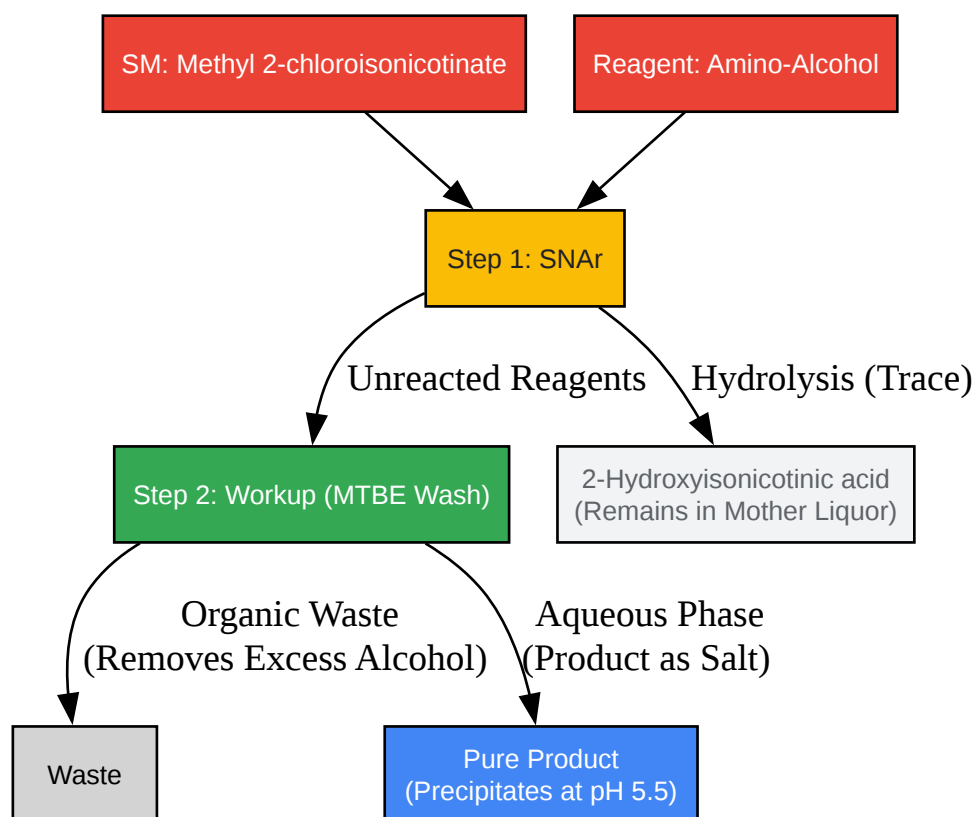 SM: Methyl 2-chloroisonicotinate
Reagent: Amino-Alcohol
Step 1: SNAr
Unreacted Reagents
Hydrolysis (Trace)
Step 2: Workup (MTBE Wash)
2-Hydroxyisonicotinic acid
(Remains in Mother Liquor)
Organic Waste
(Removes Excess Alcohol)
Aqueous Phase
(Product as Salt)
Waste
Pure Product
(Precipitates at pH 5.5)